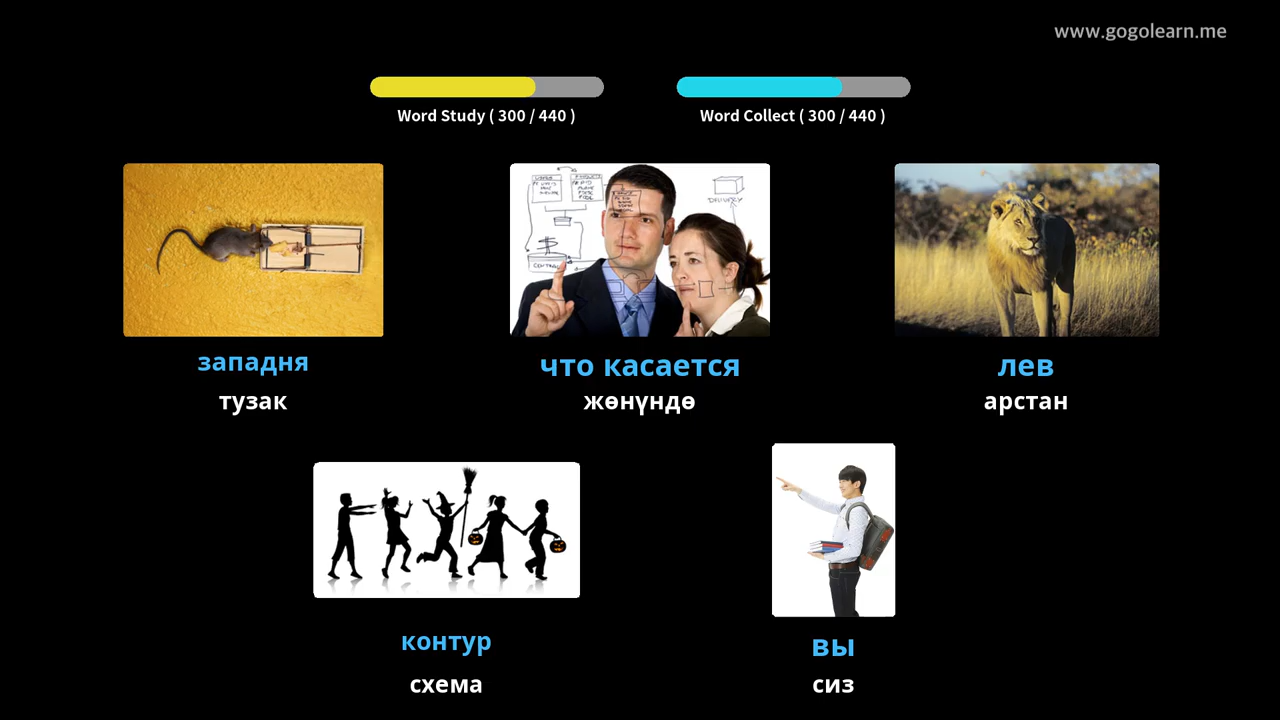 www.gogolearn.me
Word Study ( 300 / 440 )
Word Collect ( 300 / 440 )
западня
тузак
что касается
жөнүндө
лев
арстан
контур
схема
вы
сиз